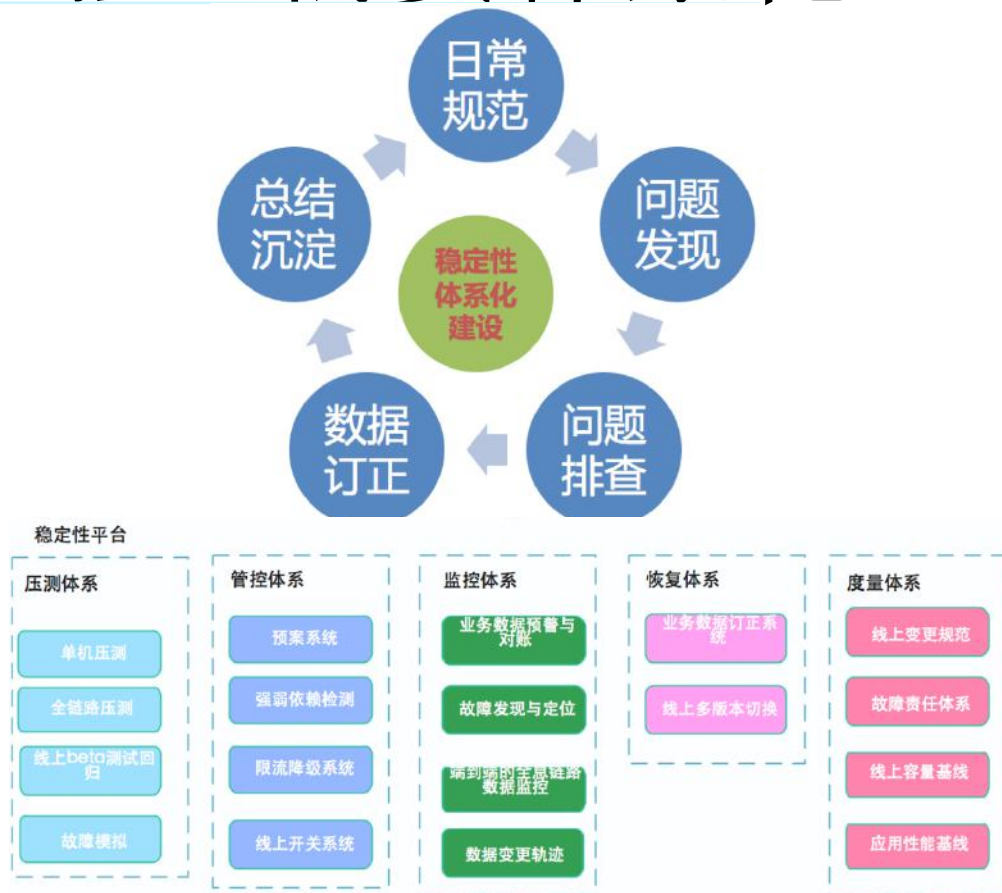 日常
规范
总结
沉淀
问题
发现
稳定性
体系化
建设
数据
订正
问题
排查
稳定性平台
压测体系
单机压测
全链路压测
线上beta测试回
归
故障模拟
管控体系
预案系统
强弱依赖检测
限流降级系统
线上开关系统
监控体系
业务数据预警与
对账
故障发现与定位
端到端的全息链路
数据监控
数据变更轨迹
恢复体系
业务数据订正系
统
线上多版本切换
度量体系
线上变更规范
故障责任体系
线上容量基线
应用性能基线